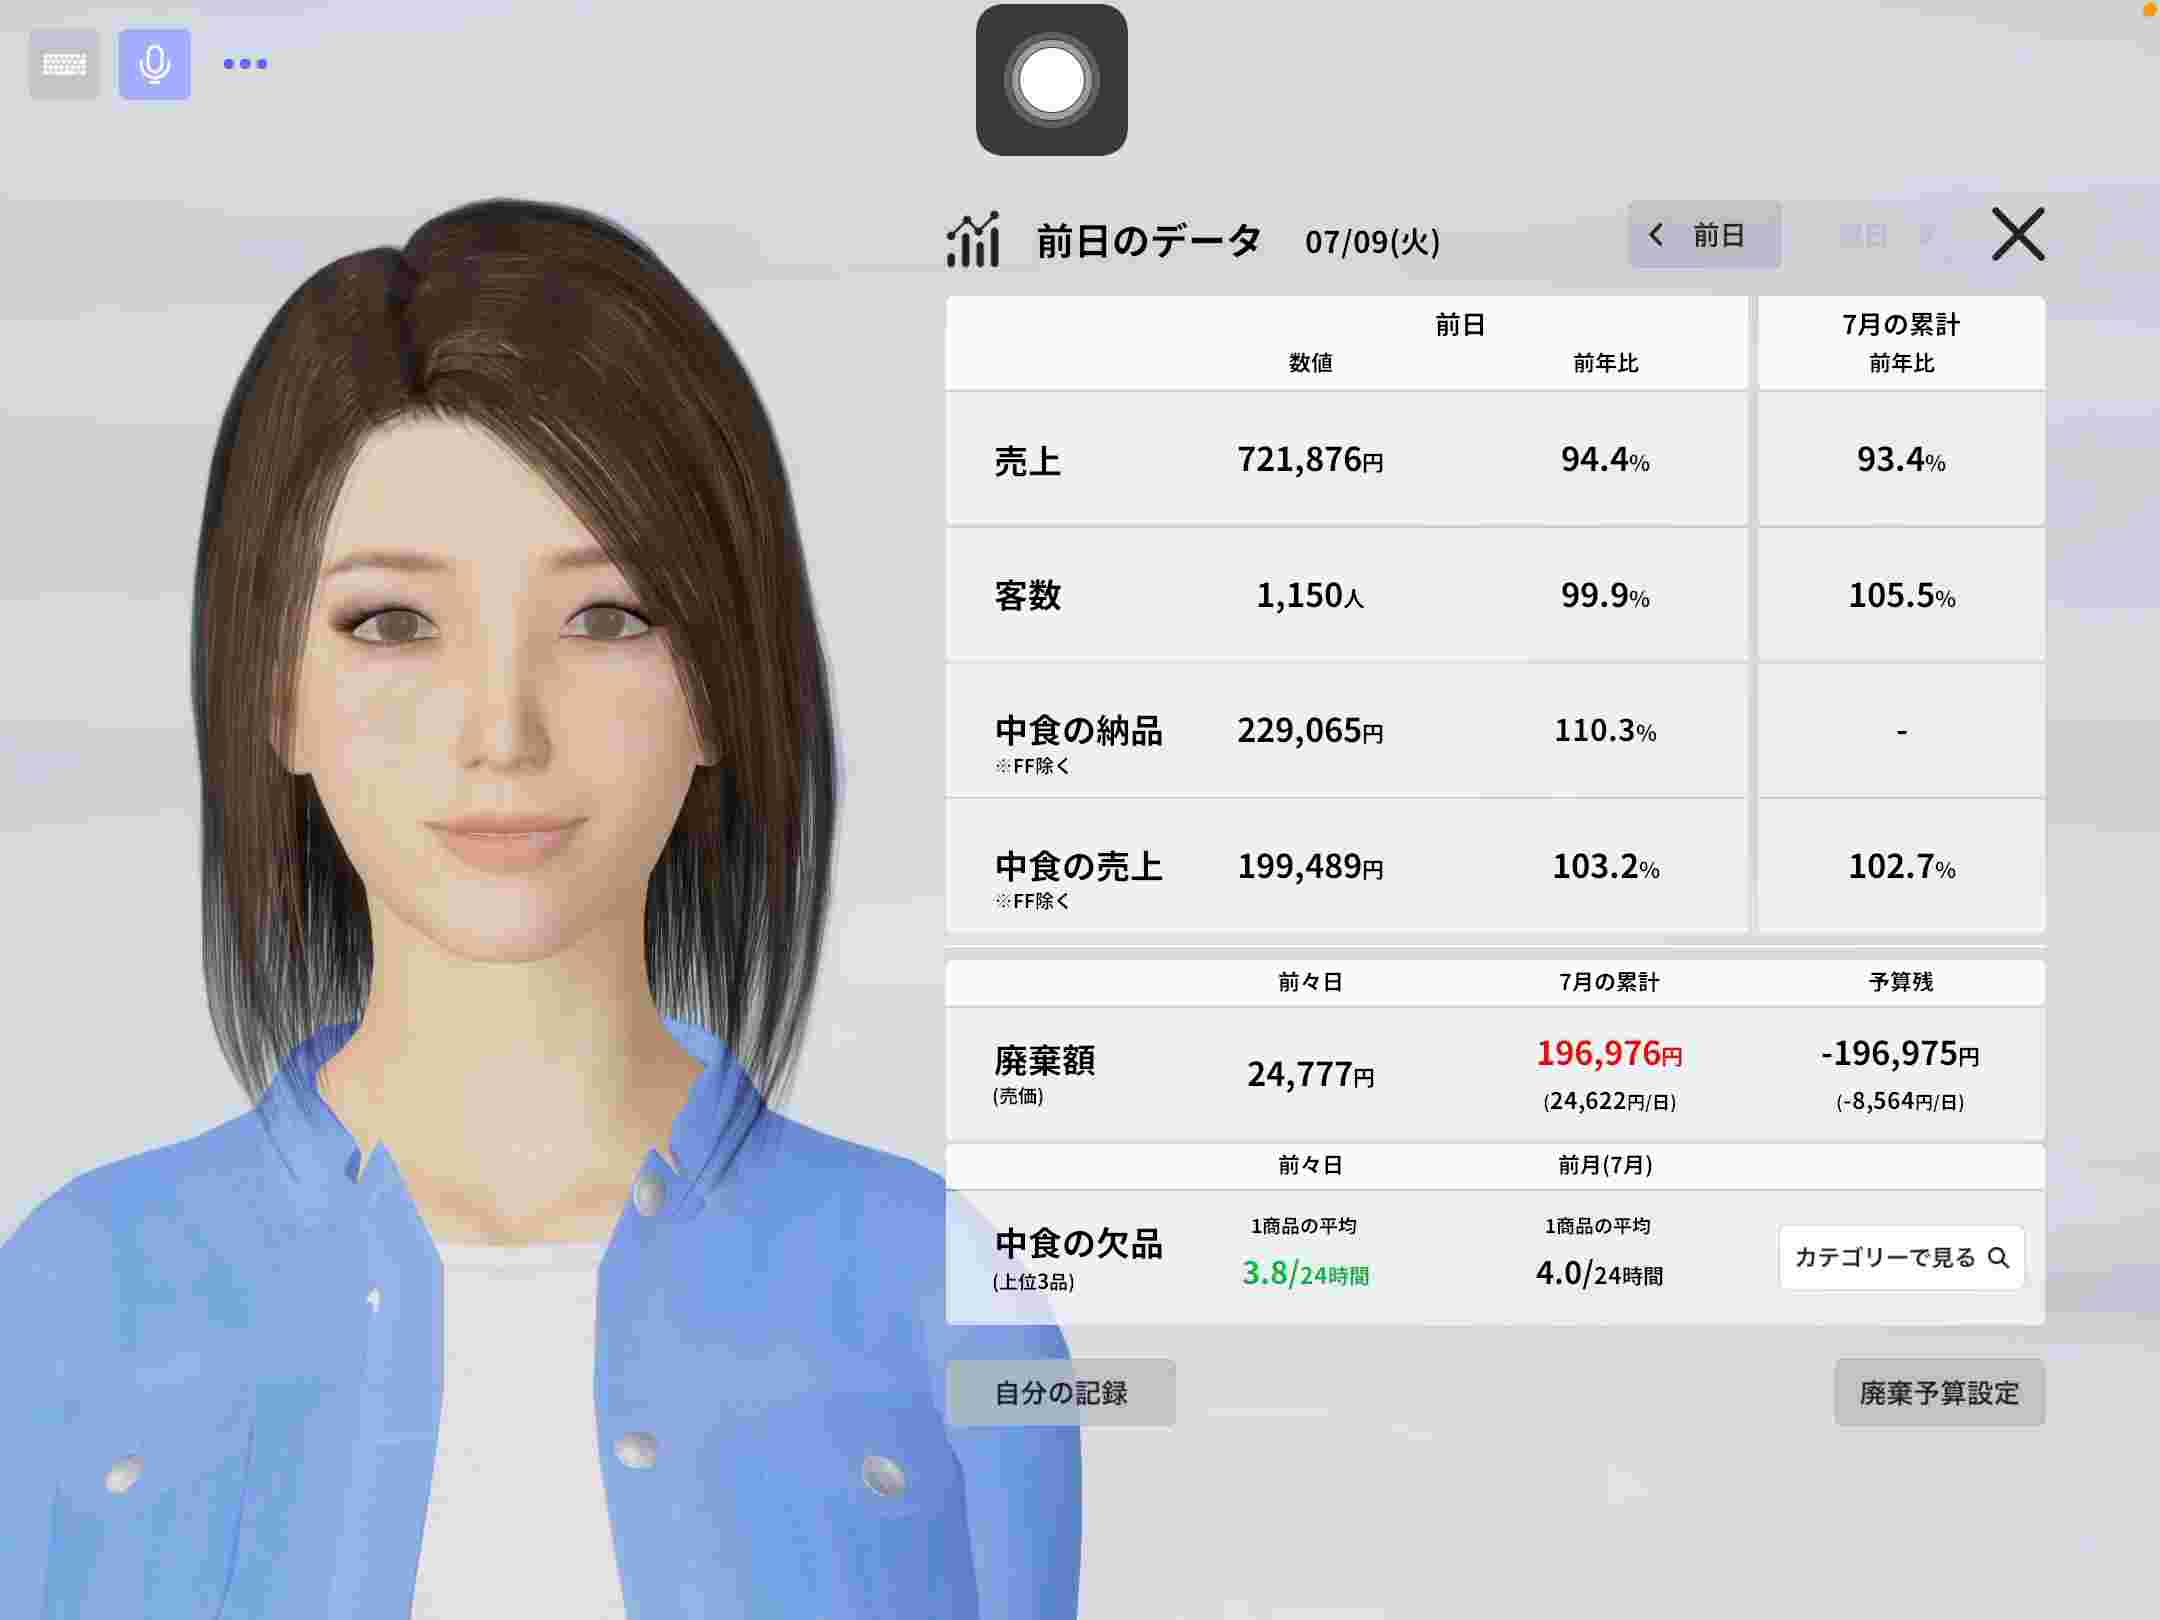 前日のデータ 07/09(火)
前日
翌日
前日 7月の累計
数値 前年比 前年比
売上 721,876円 94.4% 93.4%
客数 1,150人 99.9% 105.5%
中食の納品 229,065円 110.3% -
※FF除く
中食の売上 199,489円 103.2% 102.7%
※FF除く
前々日 7月の累計 予算残
廃棄額 24,777円 196,976円 -196,975円
(売価) (24,622円/日) (-8,564円/日)
前々日 前月(7月)
1商品の平均 1商品の平均
中食の欠品 3.8/24時間 4.0/24時間 カテゴリーで見る
(上位3品)
自分の記録 廃棄予算設定